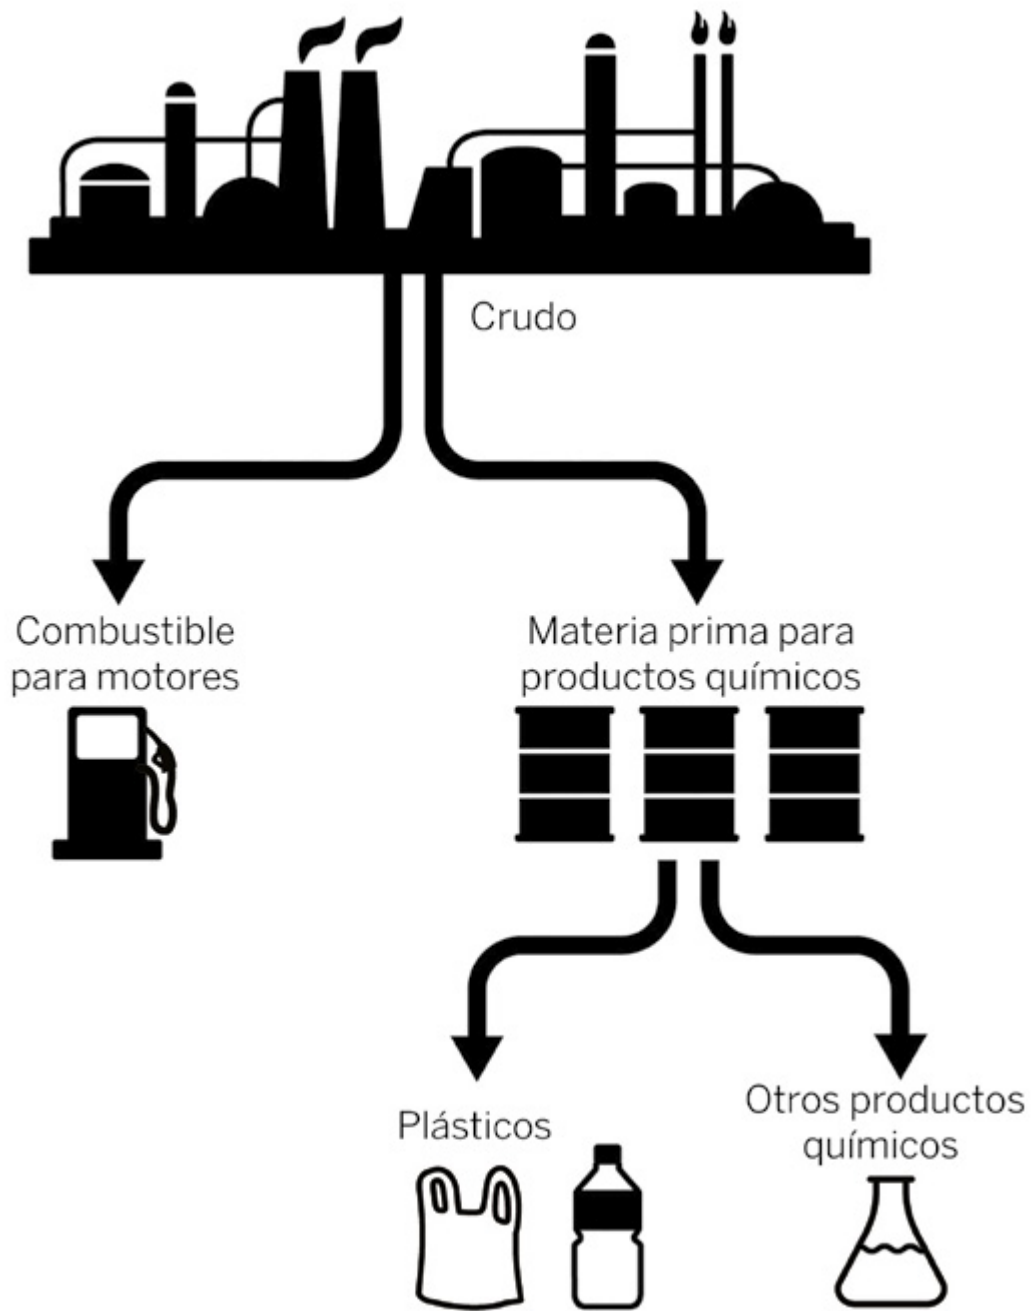 Crudo
Combustible
para motores
Materia prima para
productos químicos
Plásticos
Otros productos
químicos